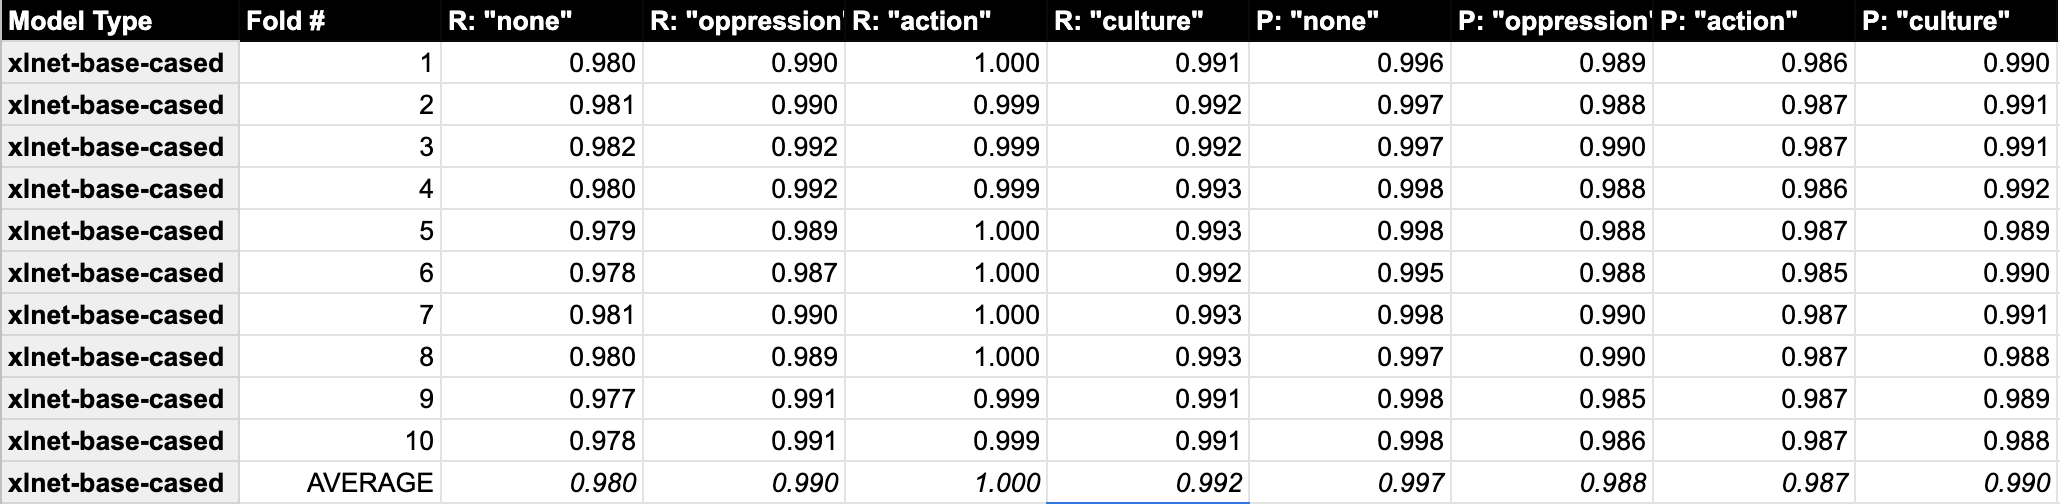 Model Type Fold # R: "none" R: "oppression' R: "action" R: "culture" P: "none" P: "oppression' P: "action" P: "culture"
xlnet-base-cased 1 0.980 0.990 1.000 0.991 0.996 0.989 0.986 0.990
xlnet-base-cased 2 0.981 0.990 0.999 0.992 0.997 0.988 0.987 0.991
xlnet-base-cased 3 0.982 0.992 0.999 0.992 0.997 0.990 0.987 0.991
xlnet-base-cased 4 0.980 0.992 0.999 0.993 0.998 0.988 0.986 0.992
xlnet-base-cased 5 0.979 0.989 1.000 0.993 0.998 0.988 0.987 0.989
xlnet-base-cased 6 0.978 0.987 1.000 0.992 0.995 0.988 0.985 0.990
xlnet-base-cased 7 0.981 0.990 1.000 0.993 0.998 0.990 0.987 0.991
xlnet-base-cased 8 0.980 0.989 1.000 0.993 0.997 0.990 0.987 0.988
xlnet-base-cased 9 0.977 0.991 0.999 0.991 0.998 0.985 0.987 0.989
xlnet-base-cased 10 0.978 0.991 0.999 0.991 0.998 0.986 0.987 0.988
xlnet-base-cased AVERAGE 0.980 0.990 1.000 0.992 0.997 0.988 0.987 0.990